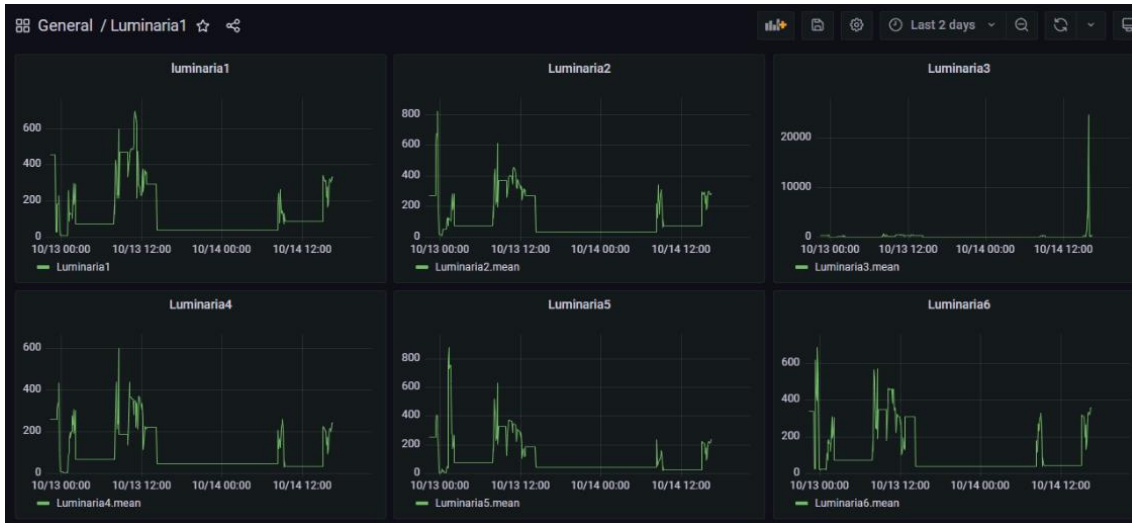 General / Luminaria1
Last 2 days
luminaria1
600
400
200
0
10/13 00:00 10/13 12:00 10/14 00:00 10/14 12:00
Luminaria1
Luminaria2
800
600
400
200
0
10/13 00:00 10/13 12:00 10/14 00:00 10/14 12:00
Luminaria2.mean
Luminaria3
20000
10000
0
10/13 00:00 10/13 12:00 10/14 00:00 10/14 12:00
Luminaria3.mean
Luminaria4
600
400
200
0
10/13 00:00 10/13 12:00 10/14 00:00 10/14 12:00
Luminaria4.mean
Luminaria5
800
600
400
200
0
10/13 00:00 10/13 12:00 10/14 00:00 10/14 12:00
Luminaria5.mean
Luminaria6
600
400
200
0
10/13 00:00 10/13 12:00 10/14 00:00 10/14 12:00
Luminaria6.mean